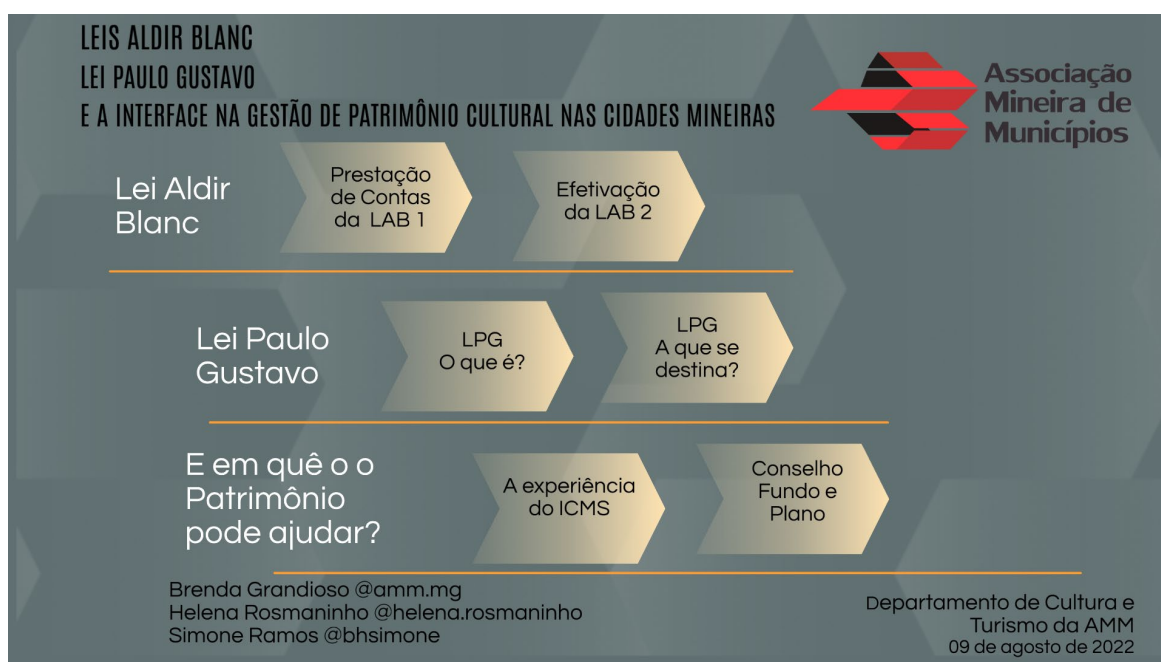 LEIS ALDIR BLANC
LEI PAULO GUSTAVO
E A INTERFACE NA GESTÃO DE PATRIMÔNIO CULTURAL NAS CIDADES MINEIRAS
Associação
Mineira de
Municípios
Lei Aldir
Blanc
Prestação
de Contas
da LAB 1
Efetivação
da LAB 2
Lei Paulo
Gustavo
LPG
O que é?
LPG
A que se
destina?
E em quê o o
Patrimônio
pode ajudar?
A experiência
do ICMS
Conselho
Fundo e
Plano
Brenda Grandioso @amm.mg
Helena Rosmaninho @helena.rosmaninho
Simone Ramos @bhsimone
Departamento de Cultura e
Turismo da AMM
09 de agosto de 2022